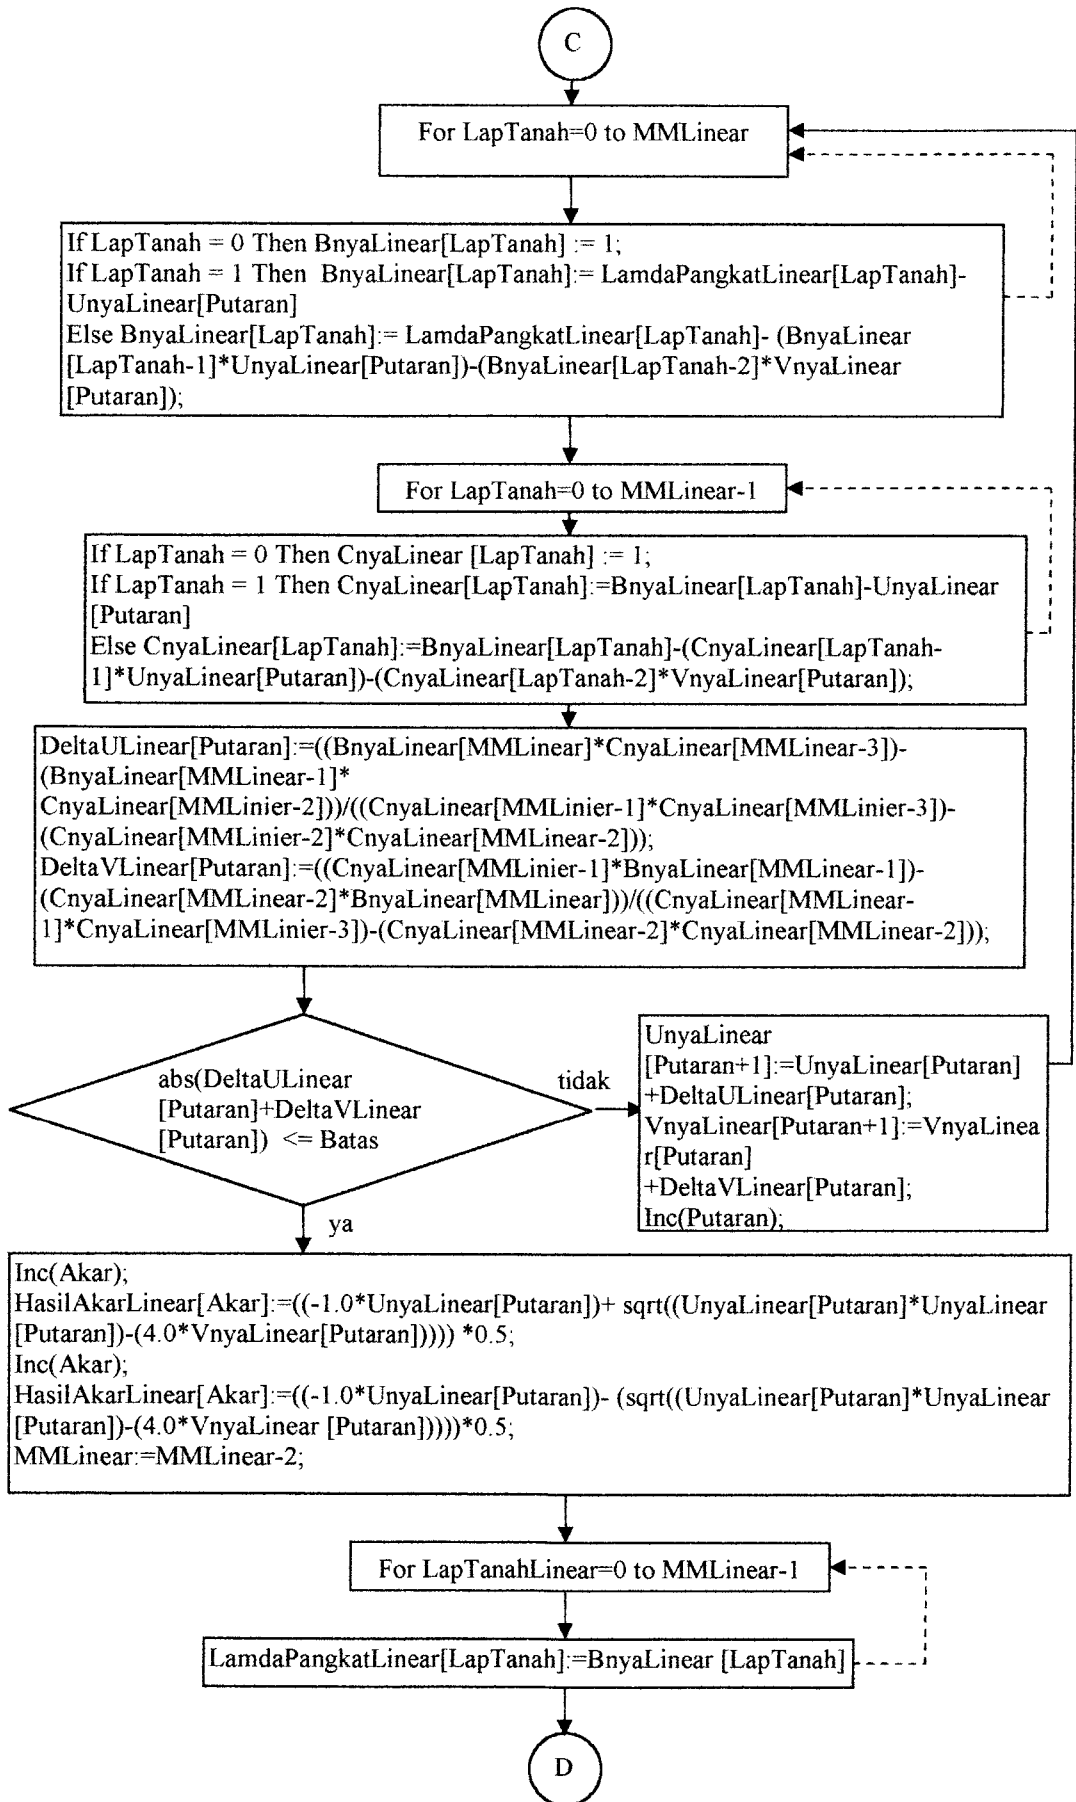 C
For LapTanah=0 to MMLinear
If LapTanah = 0 Then BnyaLinear[LapTanah] := 1;
If LapTanah = 1 Then BnyaLinear[LapTanah]:= LamdaPangkatLinear[LapTanah]-
UnyaLinear[Putaran]
Else BnyaLinear[LapTanah]:= LamdaPangkatLinear[LapTanah]- (BnyaLinear
[LapTanah-1]*UnyaLinear[Putaran])-(BnyaLinear[LapTanah-2]*VnyaLinear
[Putaran]);
For LapTanah=0 to MMLinear-1
If LapTanah = 0 Then CnyaLinear [LapTanah] := 1;
If LapTanah = 1 Then CnyaLinear[LapTanah]:=BnyaLinear[LapTanah]-UnyaLinear
[Putaran]
Else CnyaLinear[LapTanah]:=BnyaLinear[LapTanah]-(CnyaLinear[LapTanah-
1]*UnyaLinear[Putaran])-(CnyaLinear[LapTanah-2]*VnyaLinear[Putaran]);
DeltaULinear[Putaran]:=((BnyaLinear[MMLinear]*CnyaLinear[MMLinear-3])-
(BnyaLinear[MMLinear-1]*
CnyaLinear[MMLinier-2]))/((CnyaLinear[MMLinier-1]*CnyaLinear[MMLinier-3])-
(CnyaLinear[MMLinier-2]*CnyaLinear[MMLinear-2]));
DeltaVLinear[Putaran]:=((CnyaLinear[MMLinier-1]*BnyaLinear[MMLinear-1])-
(CnyaLinear[MMLinear-2]*BnyaLinear[MMLinear]))/((CnyaLinear[MMLinear-
1]*CnyaLinear[MMLinier-3])-(CnyaLinear[MMLinear-2]*CnyaLinear[MMLinear-2]));
abs(DeltaULinear
[Putaran]+DeltaVLinear
[Putaran]) <= Batas
tidak
UnyaLinear
[Putaran+1]:=UnyaLinear[Putaran]
+DeltaULinear[Putaran];
VnyaLinear[Putaran+1]:=VnyaLinea
r[Putaran]
+DeltaVLinear[Putaran];
Inc(Putaran);
ya
Inc(Akar);
HasilAkarLinear[Akar]:=((-1.0*UnyaLinear[Putaran])+ sqrt((UnyaLinear[Putaran]*UnyaLinear
[Putaran])-(4.0*VnyaLinear[Putaran])))) *0.5;
Inc(Akar);
HasilAkarLinear[Akar]:=((-1.0*UnyaLinear[Putaran])- (sqrt((UnyaLinear[Putaran]*UnyaLinear
[Putaran])-(4.0*VnyaLinear [Putaran]))))*0.5;
MMLinear:=MMLinear-2;
For LapTanahLinear=0 to MMLinear-1
LamdaPangkatLinear[LapTanah]:=BnyaLinear [LapTanah]
D